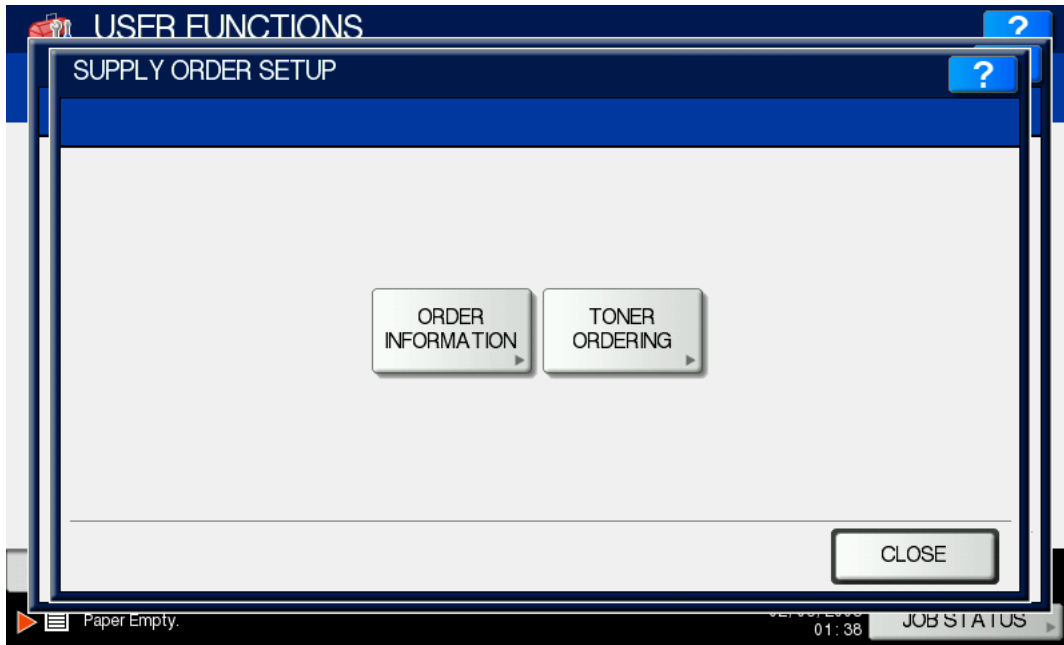 USER FUNCTIONS
?
SUPPLY ORDER SETUP
?
ORDER
INFORMATION
TONER
ORDERING
CLOSE
Paper Empty.
01:38
JOB STATUS